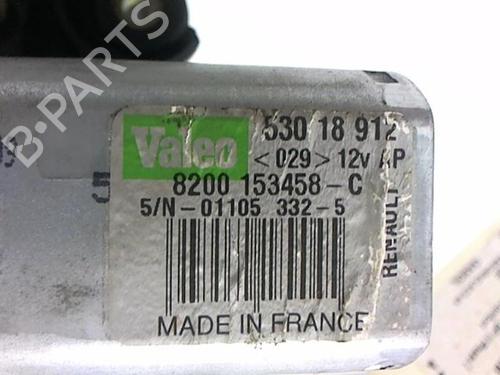 B-PARTS
Valeo
530 18 912
<029> 12v AP
8200 153458-C
S/N-01105 332-5
RENAULT
MADE IN FRANCE